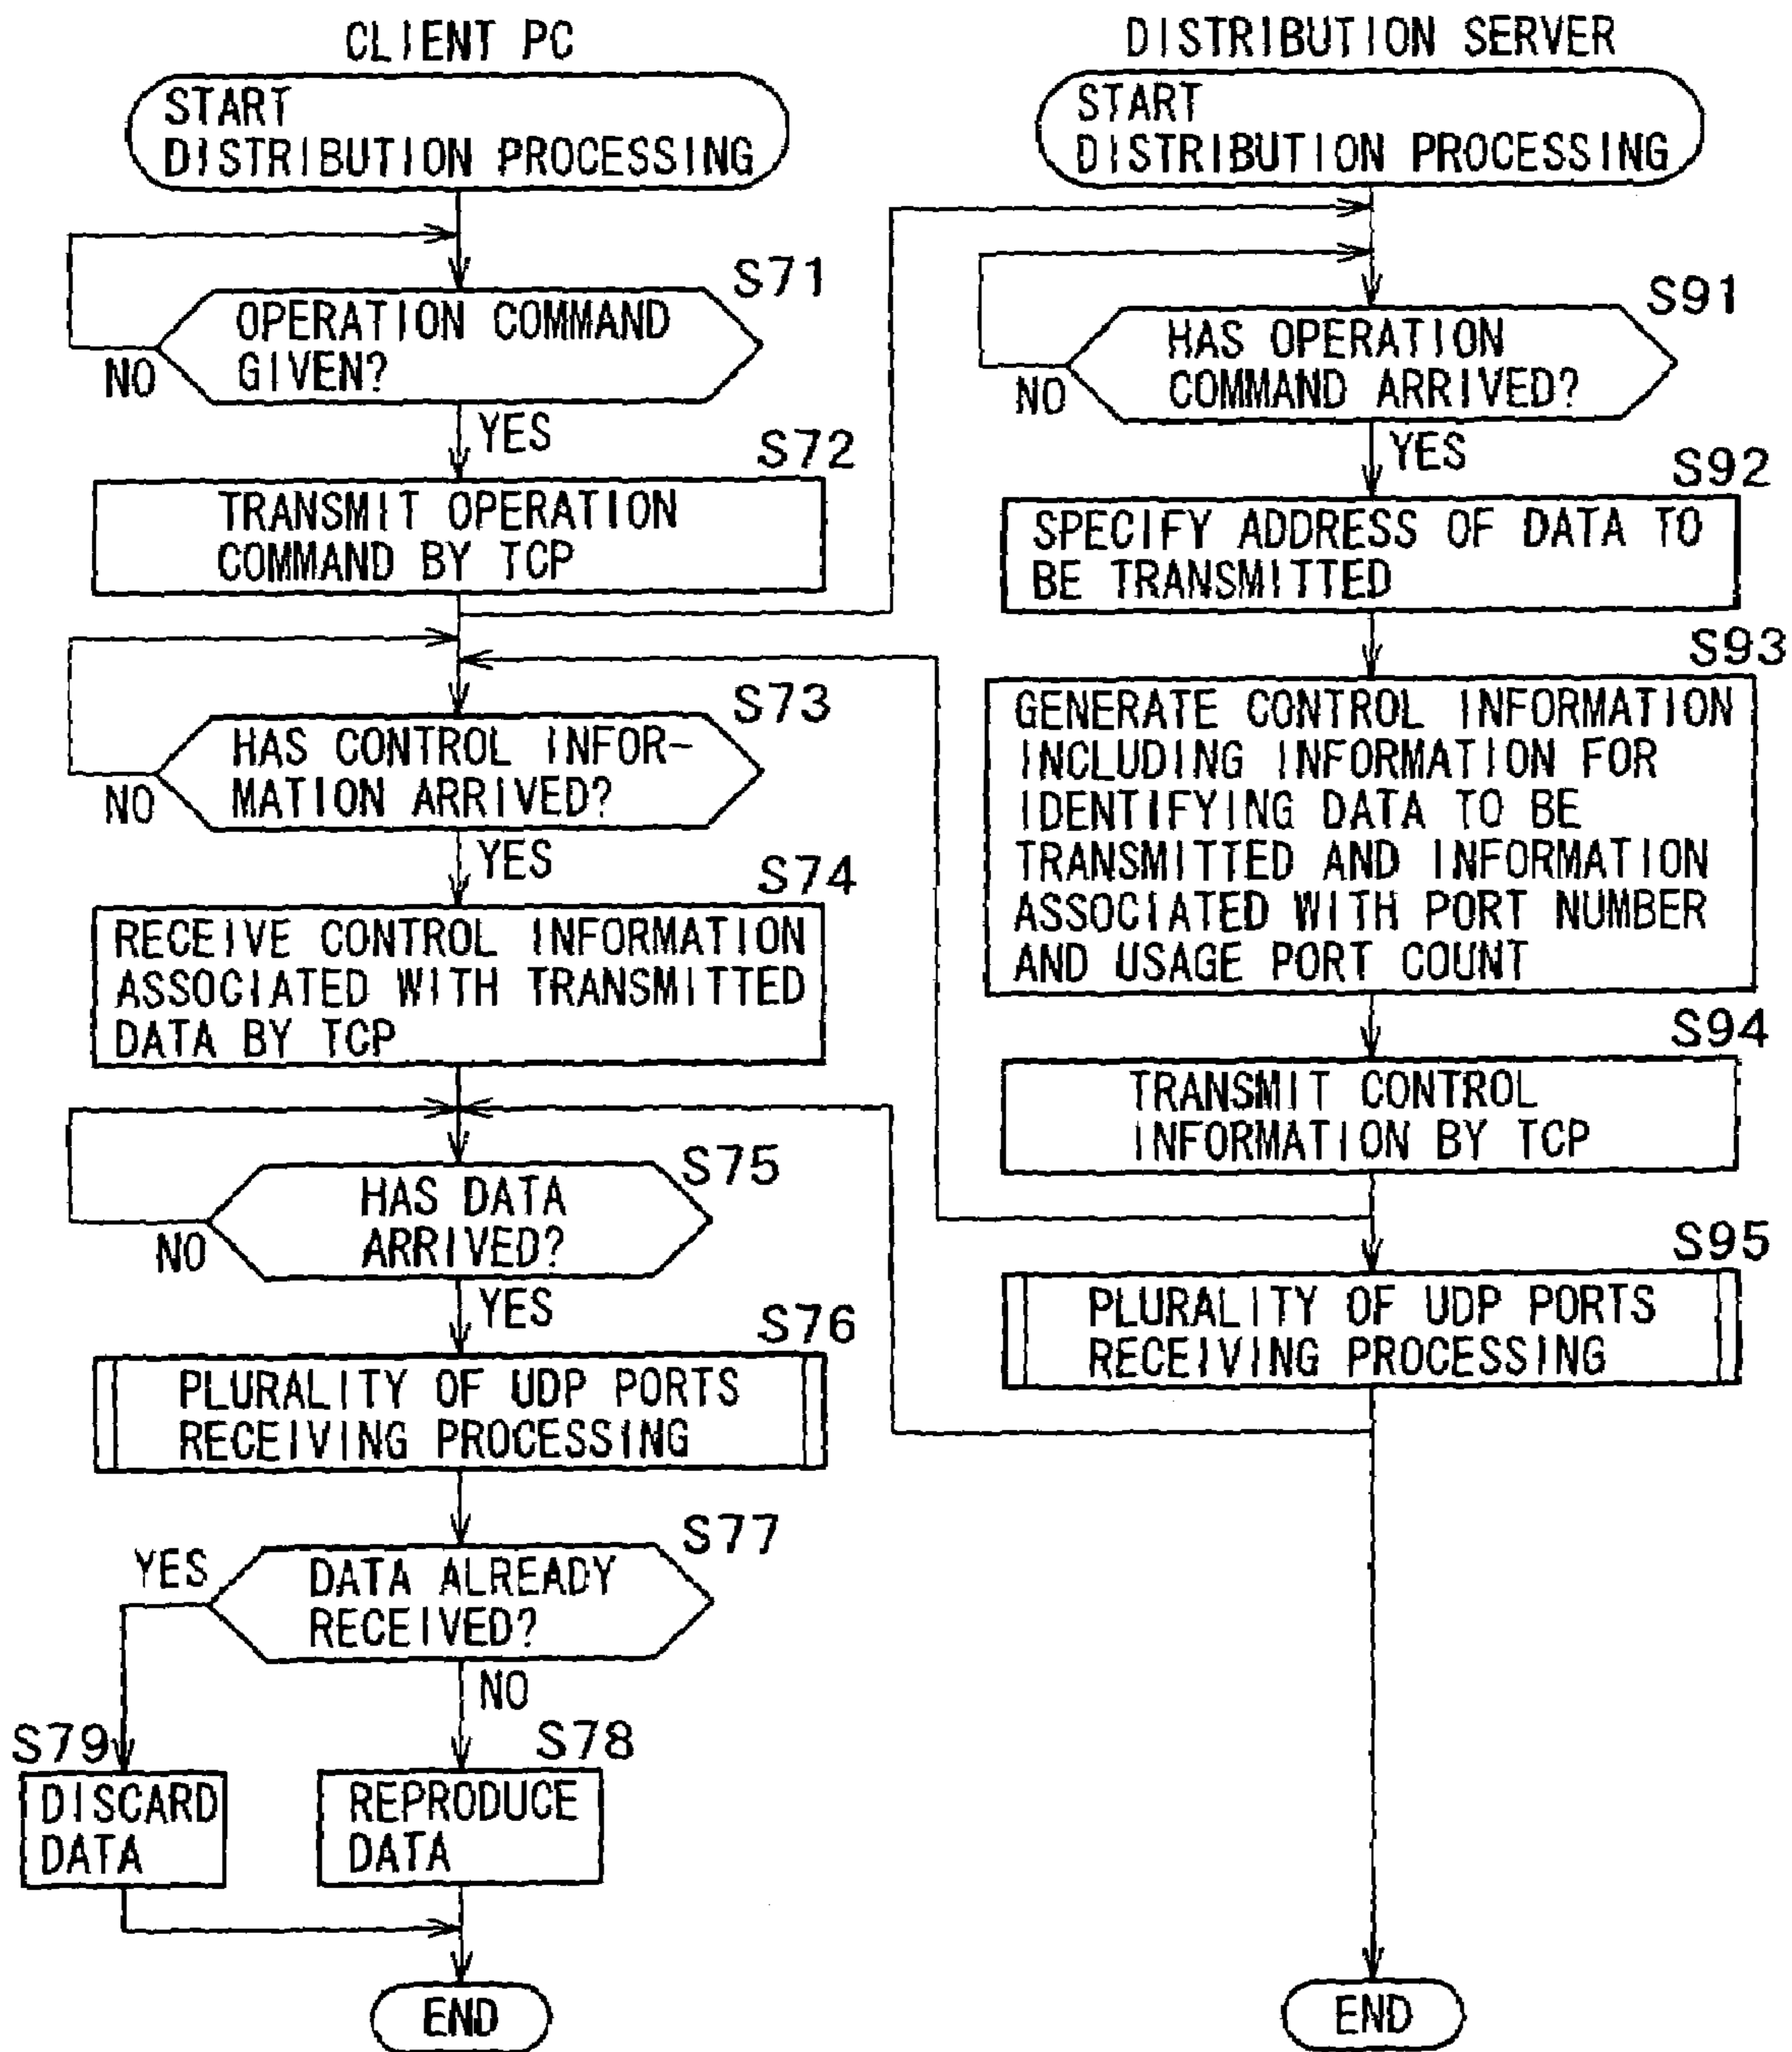 CLIENT PC
START
DISTRIBUTION PROCESSING
S71
OPERATION COMMAND
GIVEN?
NO
YES
S72
TRANSMIT OPERATION
COMMAND BY TCP
S73
HAS CONTROL INFOR-
MATION ARRIVED?
NO
YES
S74
RECEIVE CONTROL INFORMATION
ASSOCIATED WITH TRANSMITTED
DATA BY TCP
S75
HAS DATA
ARRIVED?
NO
YES
S76
PLURALITY OF UDP PORTS
RECEIVING PROCESSING
S77
YES
DATA ALREADY
RECEIVED?
NO
S79
DISCARD
DATA
S78
REPRODUCE
DATA
END
DISTRIBUTION SERVER
START
DISTRIBUTION PROCESSING
S91
HAS OPERATION
COMMAND ARRIVED?
NO
YES
S92
SPECIFY ADDRESS OF DATA TO
BE TRANSMITTED
S93
GENERATE CONTROL INFORMATION
INCLUDING INFORMATION FOR
IDENTIFYING DATA TO BE
TRANSMITTED AND INFORMATION
ASSOCIATED WITH PORT NUMBER
AND USAGE PORT COUNT
S94
TRANSMIT CONTROL
INFORMATION BY TCP
S95
PLURALITY OF UDP PORTS
RECEIVING PROCESSING
END